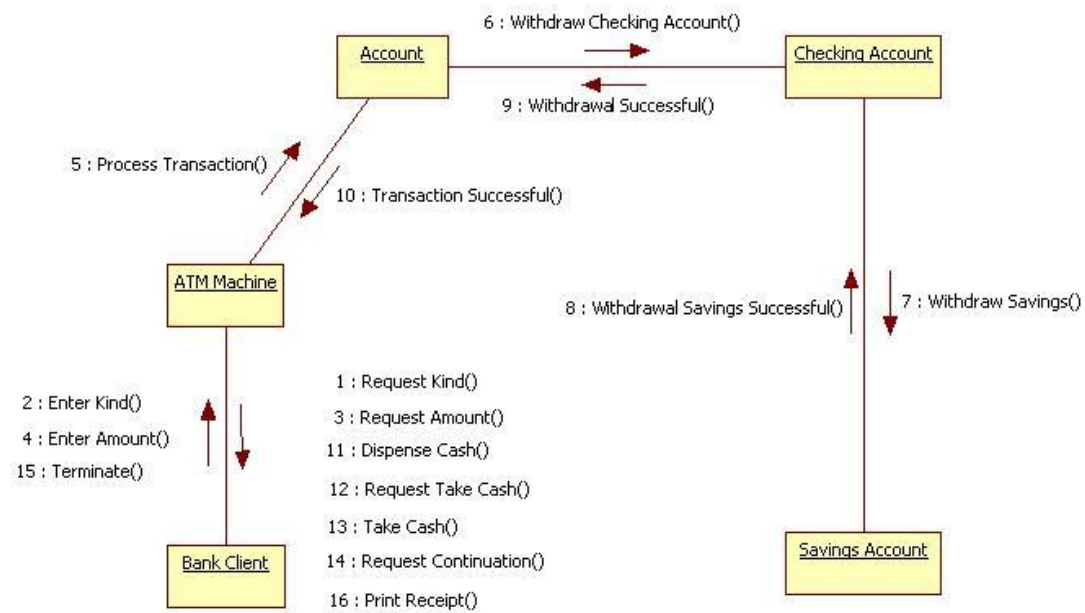 6 : Withdraw Checking Account()
Account
Checking Account
9 : Withdrawal Successful()
5 : Process Transaction()
10 : Transaction Successful()
ATM Machine
8 : Withdrawal Savings Successful()
7 : Withdraw Savings()
2 : Enter Kind()
4 : Enter Amount()
15 : Terminate()
1 : Request Kind()
3 : Request Amount()
11 : Dispense Cash()
12 : Request Take Cash()
13 : Take Cash()
14 : Request Continuation()
16 : Print Receipt()
Bank Client
Savings Account